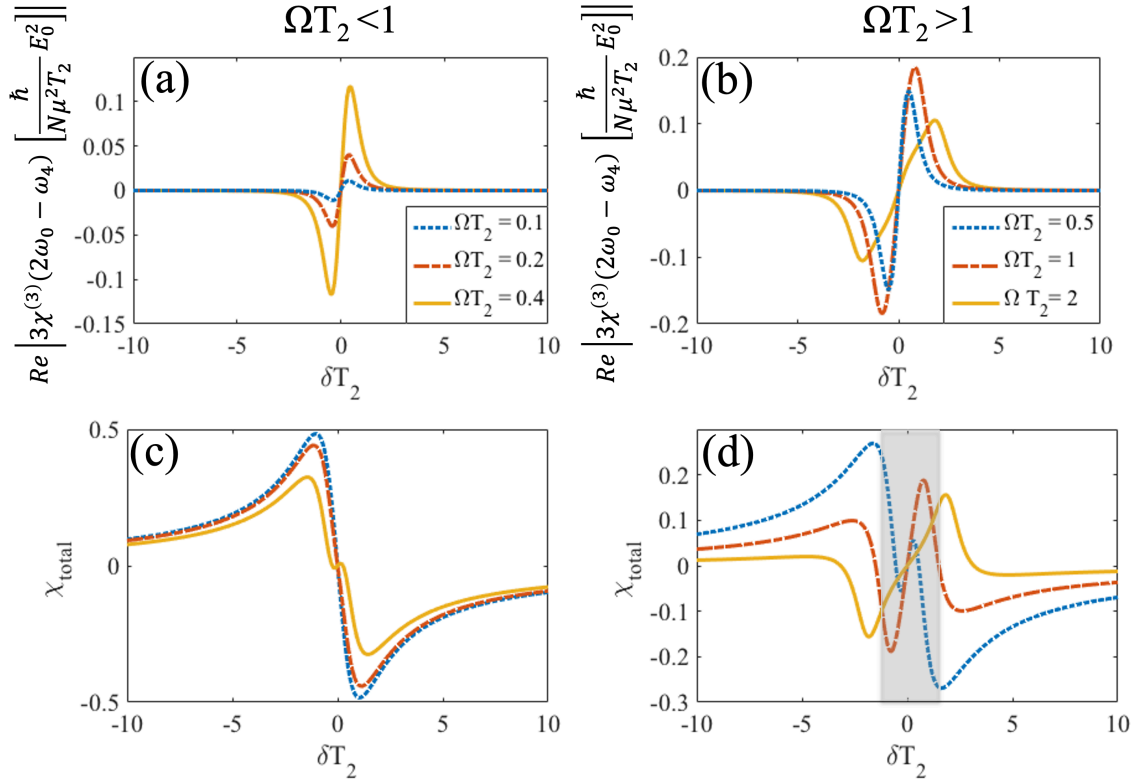 ΩT₂ <1
ΩT₂ >1
Re | 3χ⁽³⁾(2ω₀ − ω₄) [ ℏ / Nμ²T₂ E₀² ] ||
(a)
0.1
0.05
0
-0.05
-0.1
-0.15
-10
-5
0
5
10
δT₂
ΩT₂ = 0.1
ΩT₂ = 0.2
ΩT₂ = 0.4
Re | 3χ⁽³⁾(2ω₀ − ω₄) [ ℏ / Nμ²T₂ E₀² ] ||
(b)
0.2
0.1
0
-0.1
-0.2
-10
-5
0
5
10
δT₂
ΩT₂ = 0.5
ΩT₂ = 1
Ω T₂ = 2
(c)
χtotal
0.5
0
-0.5
-10
-5
0
5
10
δT₂
(d)
χtotal
0.2
0.1
0
-0.1
-0.2
-0.3
-10
-5
0
5
10
δT₂